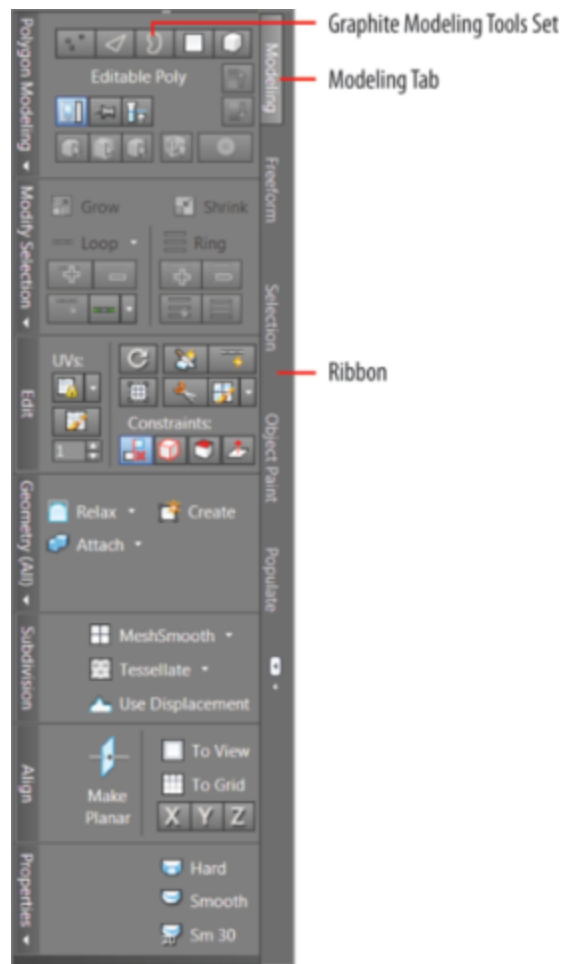 Graphite Modeling Tools Set
Modeling Tab
Ribbon
Modeling
Freeform
Selection
Object Paint
Populate
Polygon Modeling
Editable Poly
Modify Selection
Grow
Shrink
Loop
Ring
Edit
UVs:
1
Constraints:
Geometry (All)
Relax
Create
Attach
Subdivision
MeshSmooth
Tessellate
Use Displacement
Align
Make
Planar
To View
To Grid
X Y Z
Properties
Hard
Smooth
Sm 30